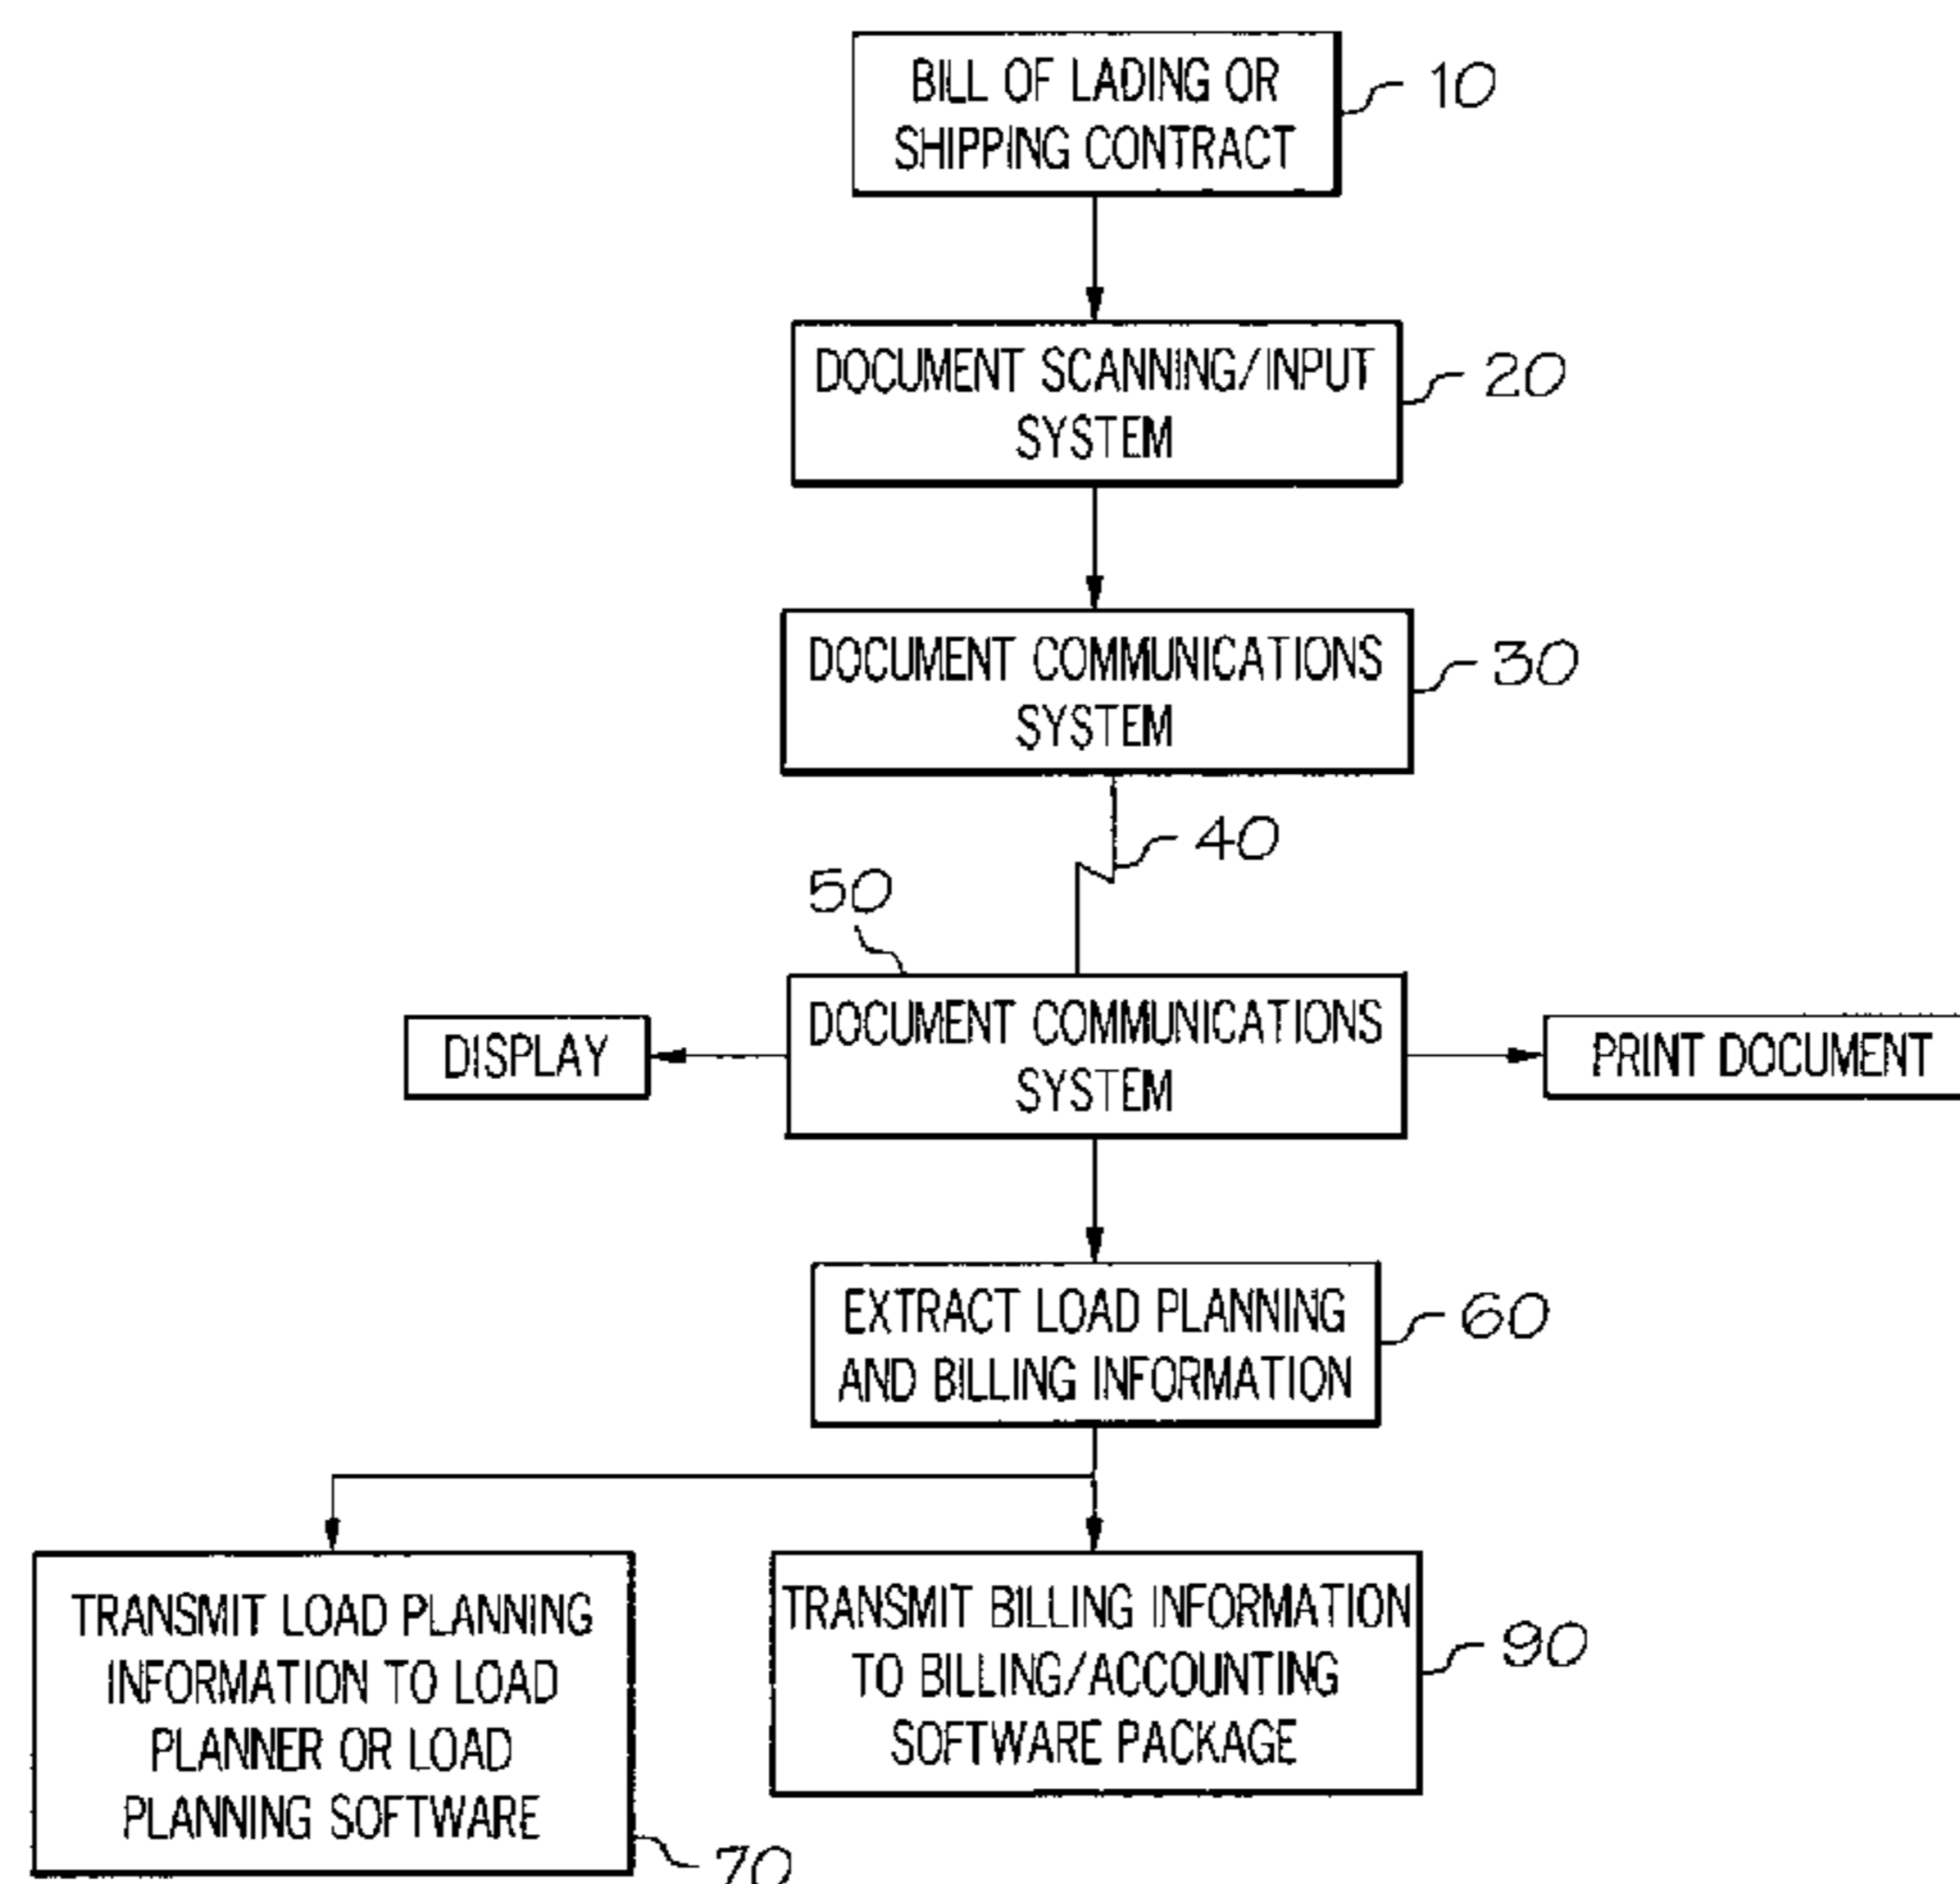 BILL OF LADING OR
SHIPPING CONTRACT
10
DOCUMENT SCANNING/INPUT
SYSTEM
20
DOCUMENT COMMUNICATIONS
SYSTEM
30
40
50
DISPLAY
DOCUMENT COMMUNICATIONS
SYSTEM
PRINT DOCUMENT
EXTRACT LOAD PLANNING
AND BILLING INFORMATION
60
TRANSMIT LOAD PLANNING
INFORMATION TO LOAD
PLANNER OR LOAD
PLANNING SOFTWARE
70
TRANSMIT BILLING INFORMATION
TO BILLING/ACCOUNTING
SOFTWARE PACKAGE
90